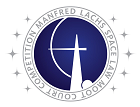 MANFRED LACHS SPACE LAW MOOT COURT COMPETITION